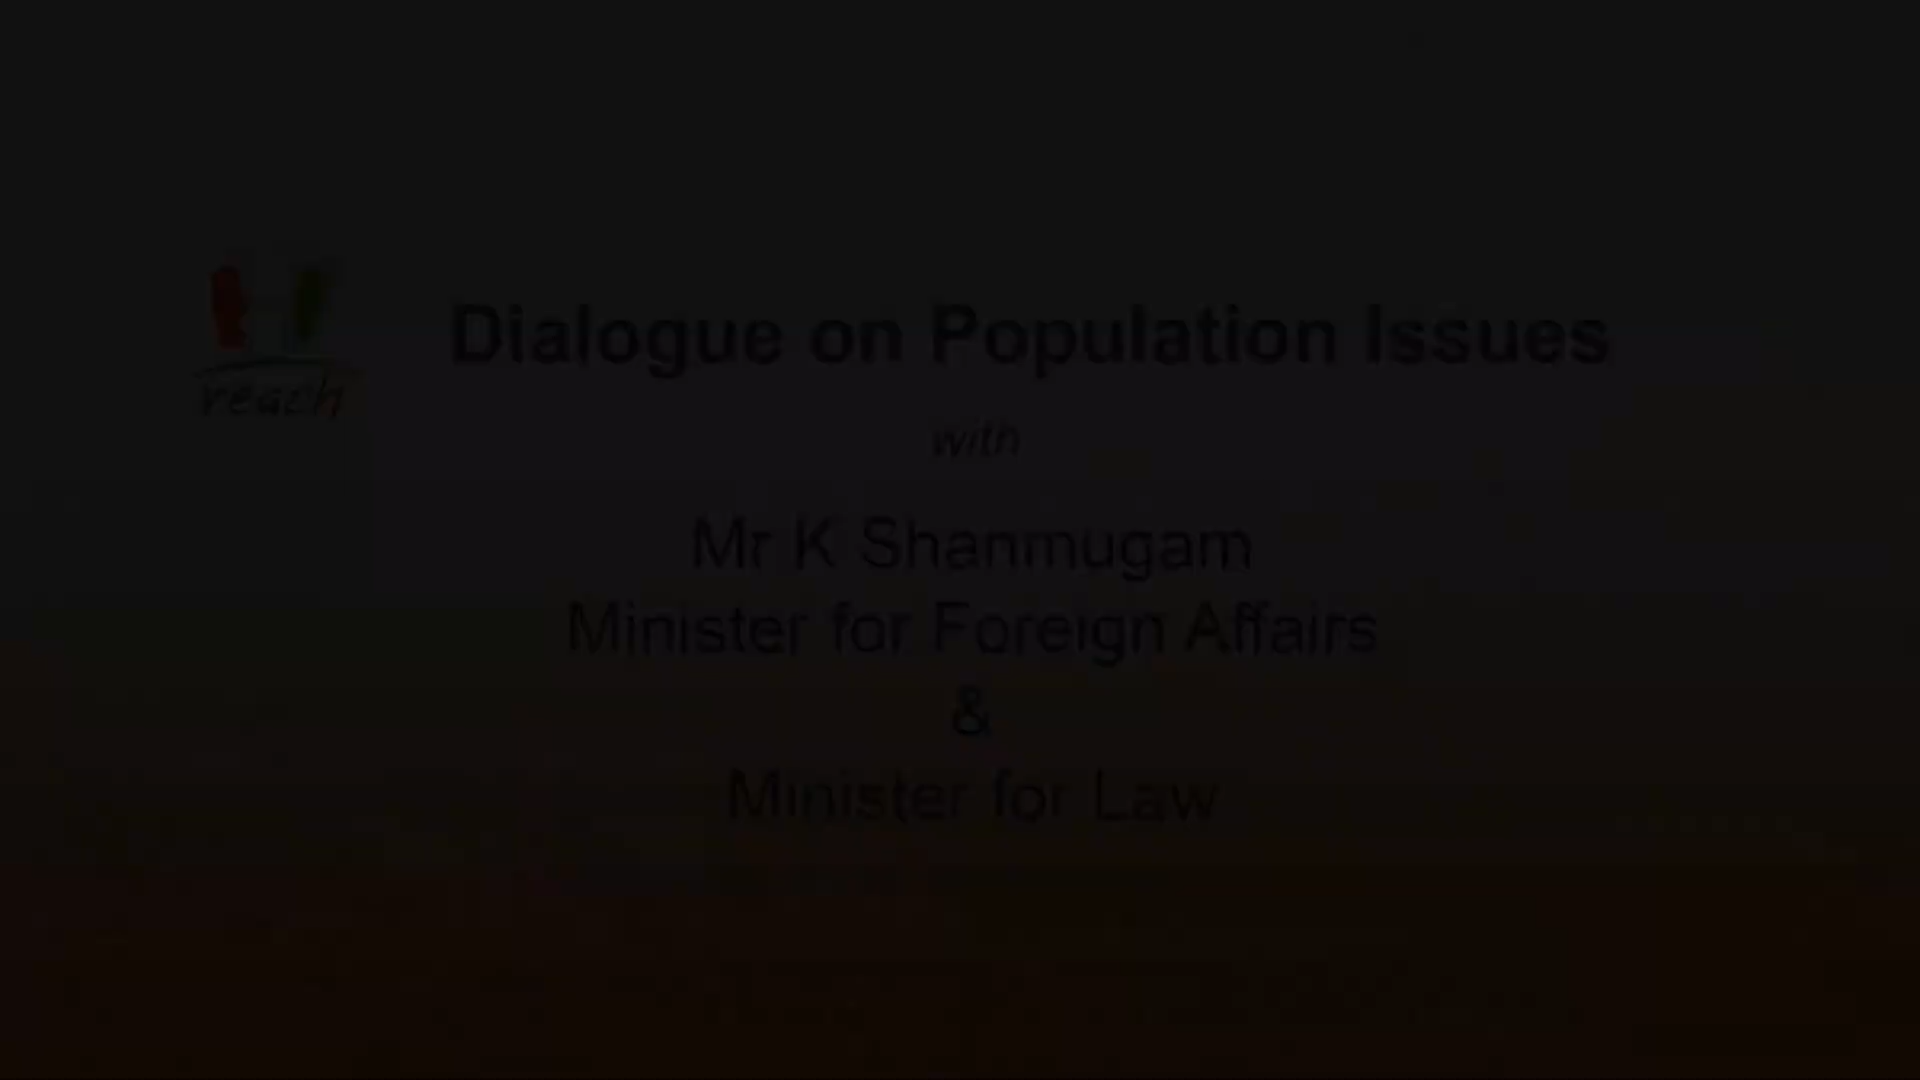 reach
Dialogue on Population Issues
with
Mr K Shanmugam
Minister for Foreign Affairs
&
Minister for Law